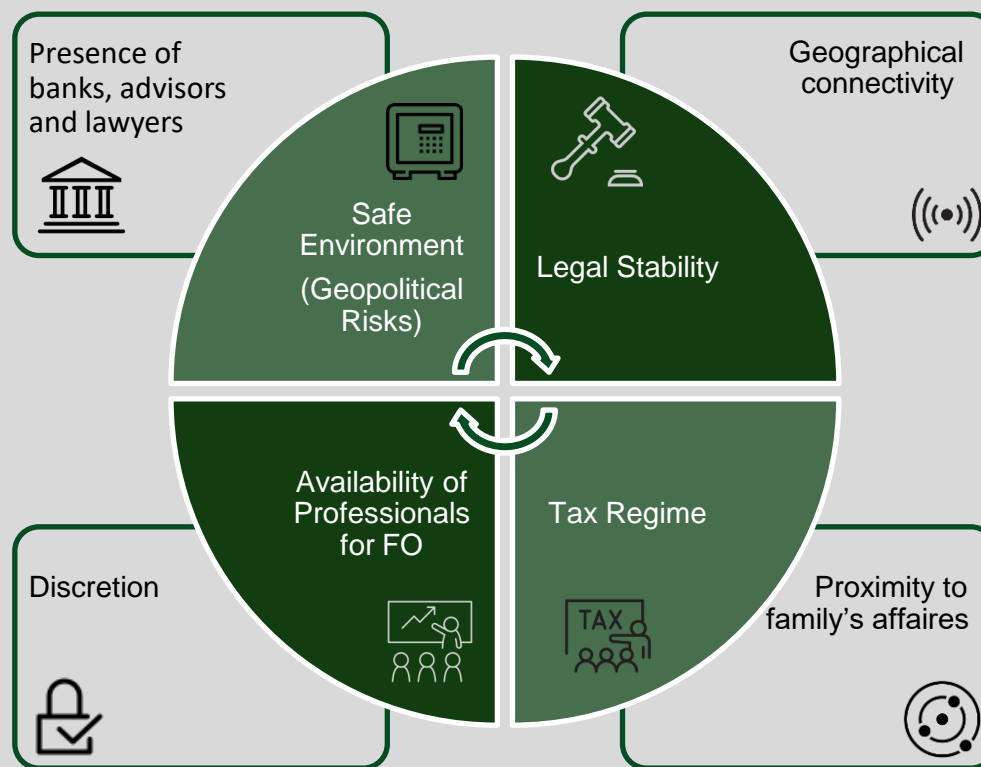 Presence of
banks, advisors
and lawyers
Geographical
connectivity
Safe
Environment
(Geopolitical
Risks)
Legal Stability
Availability of
Professionals
for FO
Tax Regime
TAX
Discretion
Proximity to
family's affaires